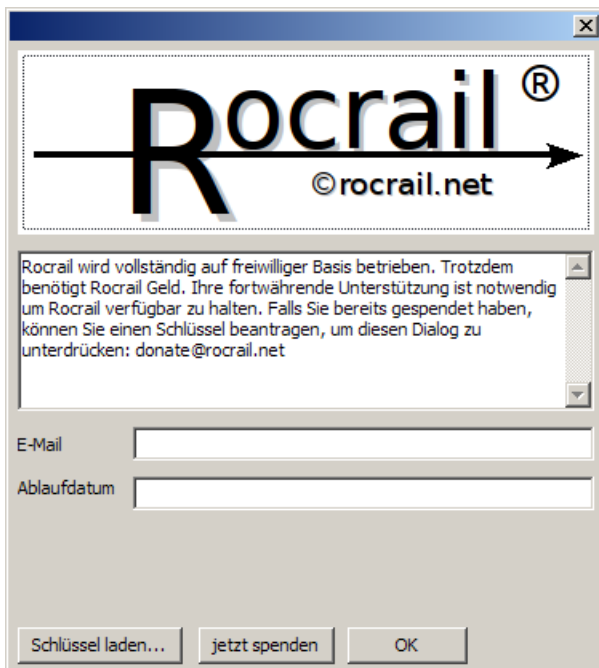 Rocrail ®
©rocrail.net
Rocrail wird vollständig auf freiwilliger Basis betrieben. Trotzdem
benötigt Rocrail Geld. Ihre fortwährende Unterstützung ist notwendig
um Rocrail verfügbar zu halten. Falls Sie bereits gespendet haben,
können Sie einen Schlüssel beantragen, um diesen Dialog zu
unterdrücken: donate@rocrail.net
E-Mail
Ablaufdatum
Schlüssel laden...
jetzt spenden
OK